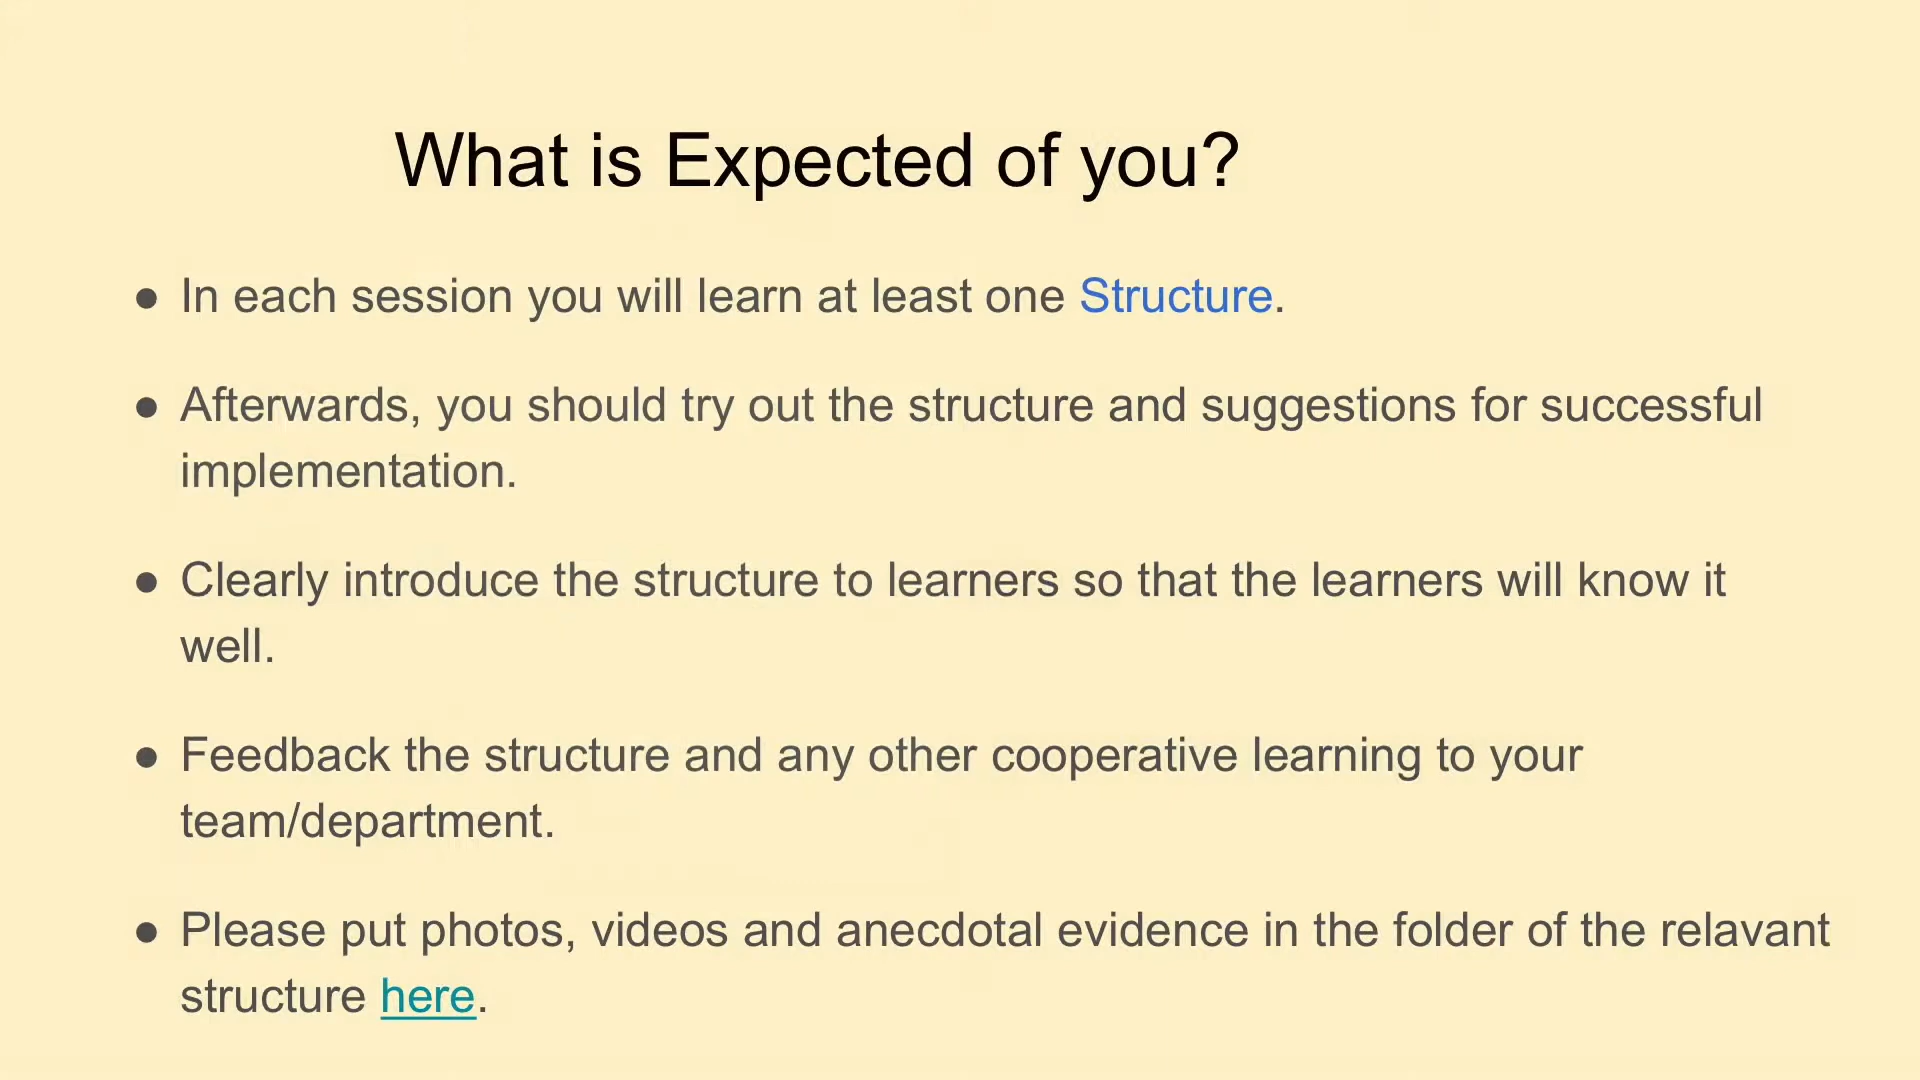 What is Expected of you?
● In each session you will learn at least one Structure.
● Afterwards, you should try out the structure and suggestions for successful
implementation.
● Clearly introduce the structure to learners so that the learners will know it
well.
● Feedback the structure and any other cooperative learning to your
team/department.
● Please put photos, videos and anecdotal evidence in the folder of the relavant
structure here.